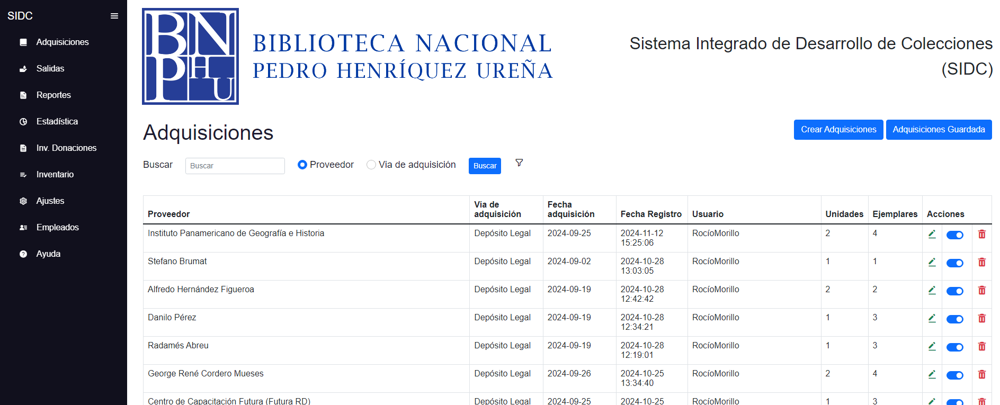 SIDC
Adquisiciones
Salidas
Reportes
Estadística
Inv. Donaciones
Inventario
Ajustes
Empleados
Ayuda
BNPHU
BIBLIOTECA NACIONAL
PEDRO HENRÍQUEZ UREÑA
Sistema Integrado de Desarrollo de Colecciones
(SIDC)
Adquisiciones
Crear Adquisiciones Adquisiciones Guardada
Buscar Buscar Proveedor Via de adquisición Buscar
Proveedor Vía de adquisición Fecha adquisición Fecha Registro Usuario Unidades Ejemplares Acciones
Instituto Panamericano de Geografía e Historia Depósito Legal 2024-09-25 2024-11-12 15:25:06 RocíoMorillo 2 4
Stefano Brumat Depósito Legal 2024-09-02 2024-10-28 13:03:05 RocíoMorillo 1 1
Alfredo Hernández Figueroa Depósito Legal 2024-09-19 2024-10-28 12:42:42 RocíoMorillo 2 2
Danilo Pérez Depósito Legal 2024-09-19 2024-10-28 12:34:21 RocíoMorillo 1 3
Radamés Abreu Depósito Legal 2024-09-19 2024-10-28 12:19:01 RocíoMorillo 1 3
George René Cordero Mueses Depósito Legal 2024-09-26 2024-10-25 13:34:40 RocíoMorillo 2 4
Centro de Capacitación Futura (Futura RD) Depósito Legal 2024-09-25 2024-10-25 RocíoMorillo 1 3